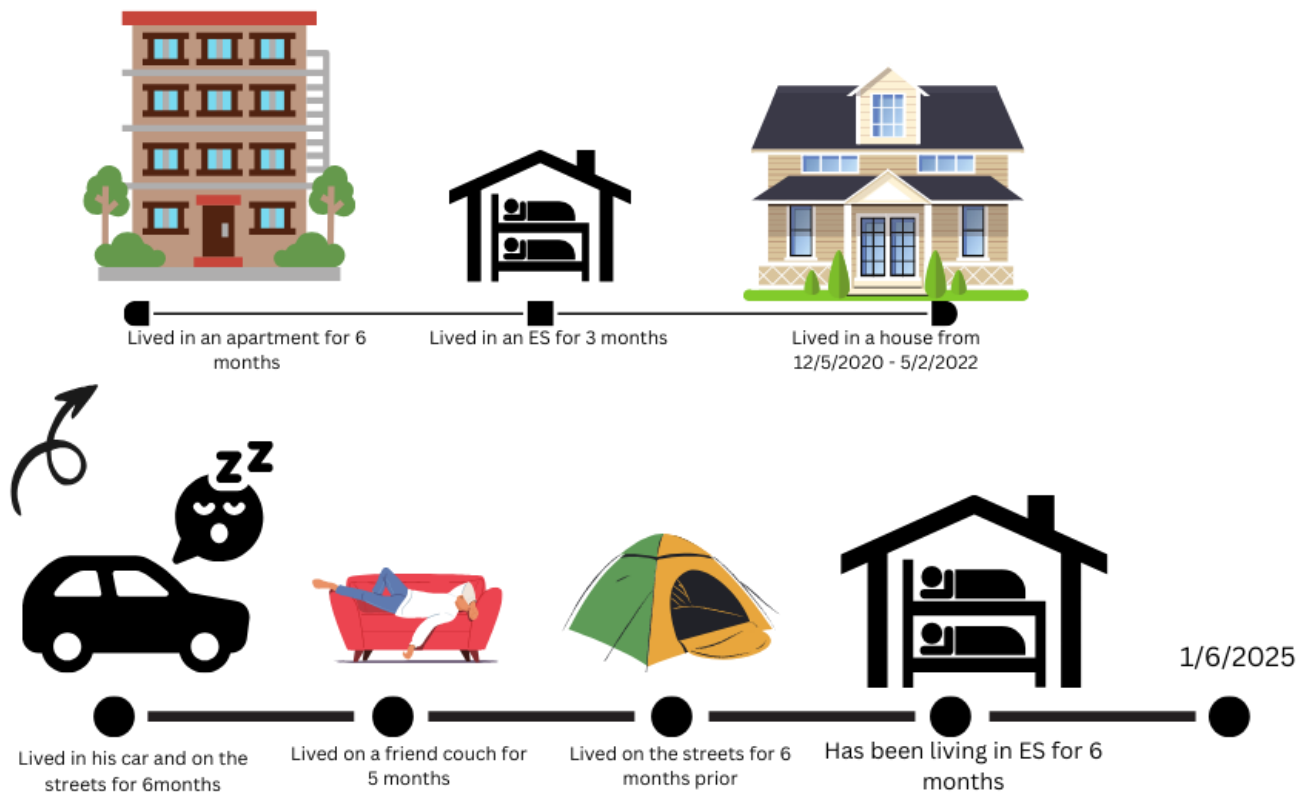 Lived in an apartment for 6
months
Lived in an ES for 3 months
Lived in a house from
12/5/2020 - 5/2/2022
z z
1/6/2025
Lived in his car and on the
streets for 6months
Lived on a friend couch for
5 months
Lived on the streets for 6
months prior
Has been living in ES for 6
months